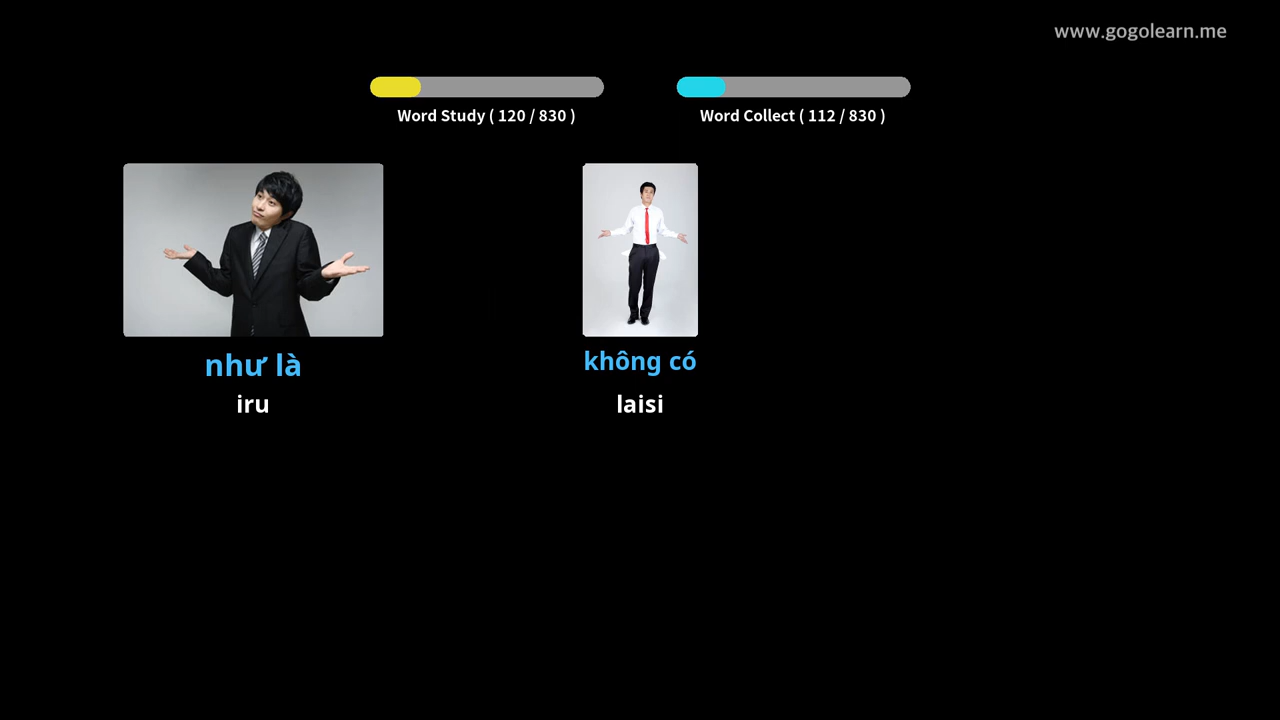 www.gogolearn.me
Word Study ( 120 / 830 )
Word Collect ( 112 / 830 )
như là
iru
không có
laisi